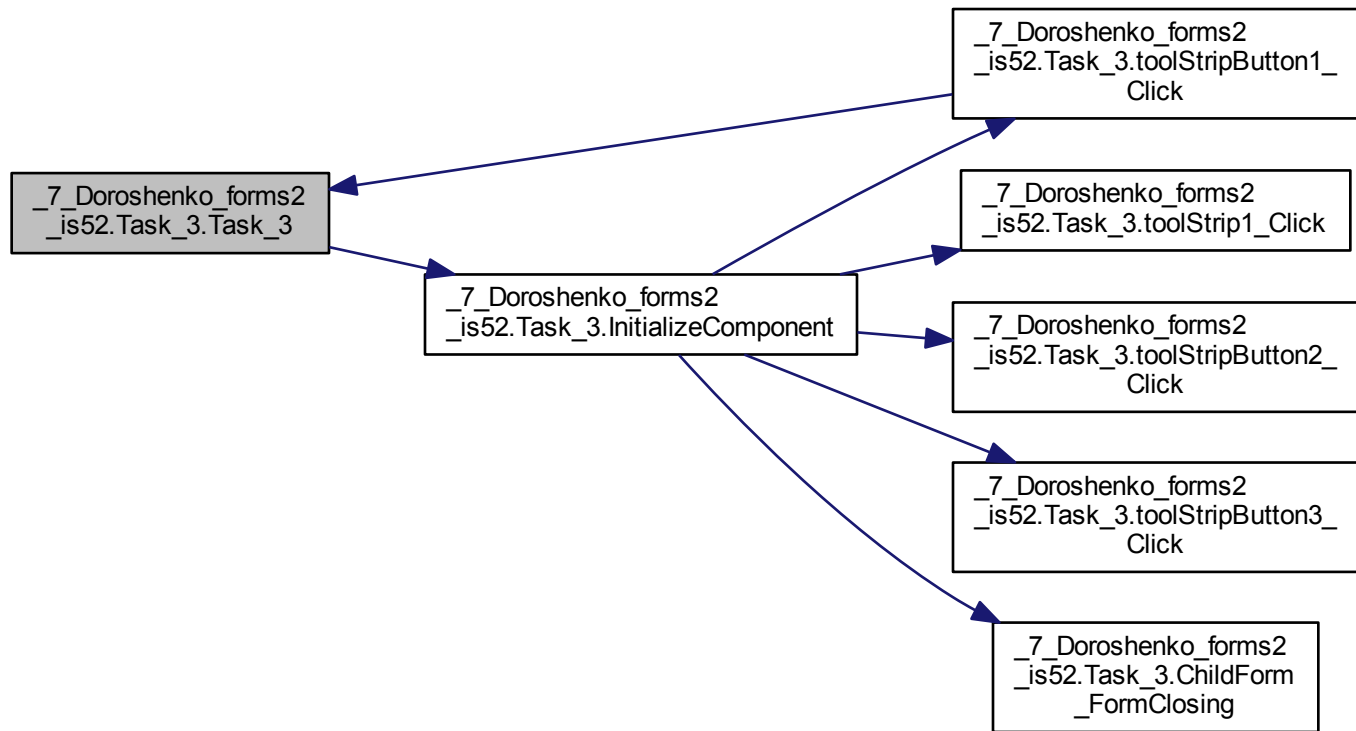 _7_Doroshenko_forms2
_is52.Task_3.Task_3
_7_Doroshenko_forms2
_is52.Task_3.InitializeComponent
_7_Doroshenko_forms2
_is52.Task_3.toolStripButton1_
Click
_7_Doroshenko_forms2
_is52.Task_3.toolStrip1_Click
_7_Doroshenko_forms2
_is52.Task_3.toolStripButton2_
Click
_7_Doroshenko_forms2
_is52.Task_3.toolStripButton3_
Click
_7_Doroshenko_forms2
_is52.Task_3.ChildForm
_FormClosing